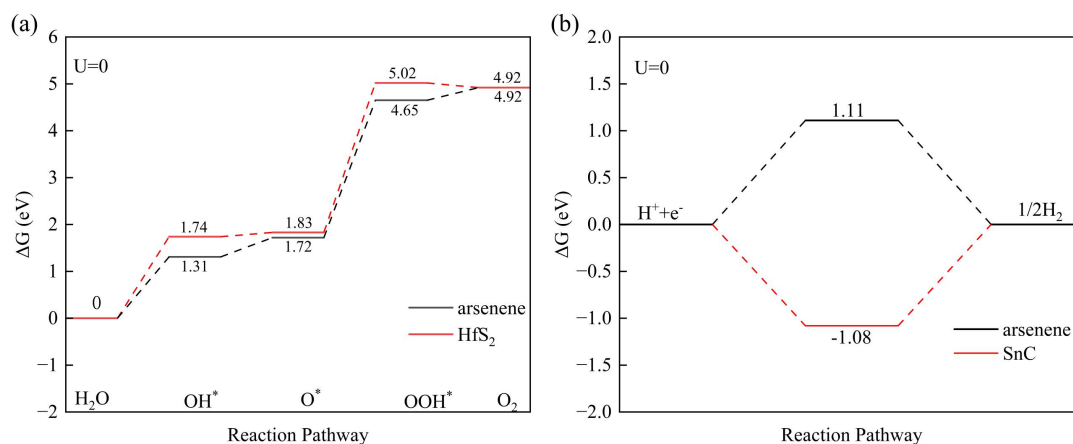 (a)
6
5
4
3
2
1
0
−1
−2
ΔG (eV)
U=0
0
1.74
1.31
1.83
1.72
5.02
4.65
4.92
4.92
arsenene
HfS₂
H₂O
OH*
O*
OOH*
O₂
Reaction Pathway
(b)
2.0
1.5
1.0
0.5
0.0
−0.5
−1.0
−1.5
−2.0
ΔG (eV)
U=0
H⁺+e⁻
1.11
-1.08
1/2H₂
arsenene
SnC
Reaction Pathway